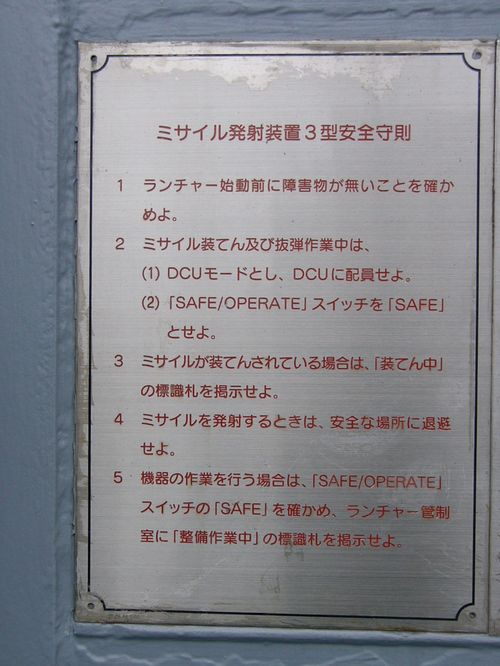 ミサイル発射装置3型安全守則
1 ランチャー始動前に障害物が無いことを確か
めよ。
2 ミサイル装てん及び抜弾作業中は、
(1) DCUモードとし、DCUに配員せよ。
(2) 「SAFE/OPERATE」スイッチを「SAFE」
とせよ。
3 ミサイルが装てんされている場合は、「装てん中」
の標識札を掲示せよ。
4 ミサイルを発射するときは、安全な場所に退避
せよ。
5 機器の作業を行う場合は、「SAFE/OPERATE」
スイッチの「SAFE」を確かめ、ランチャー管制
室に「整備作業中」の標識札を掲示せよ。